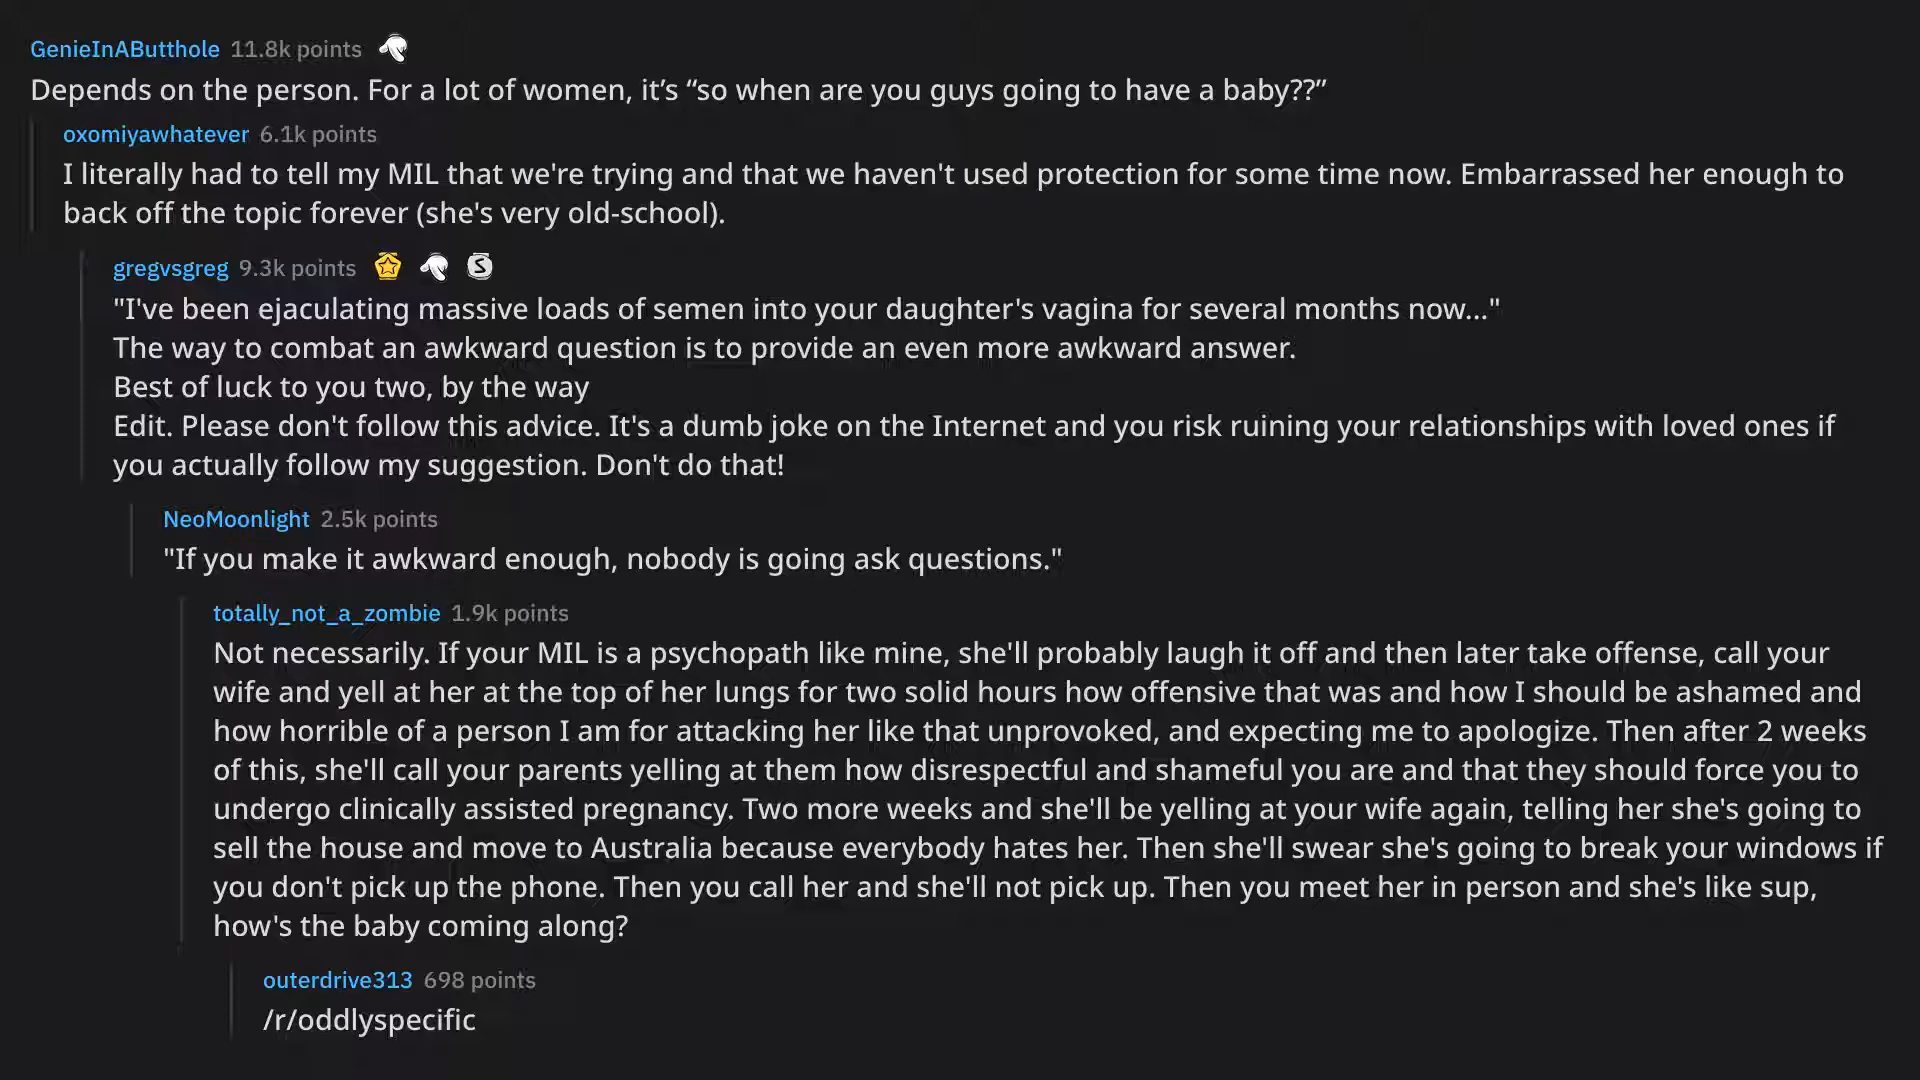 GenieInAButthole 11.8k points
Depends on the person. For a lot of women, it’s “so when are you guys going to have a baby??”
oxomiyawhatever 6.1k points
I literally had to tell my MIL that we're trying and that we haven't used protection for some time now. Embarrassed her enough to
back off the topic forever (she's very old-school).
gregvsgreg 9.3k points
"I've been ejaculating massive loads of semen into your daughter's vagina for several months now..."
The way to combat an awkward question is to provide an even more awkward answer.
Best of luck to you two, by the way
Edit. Please don't follow this advice. It's a dumb joke on the Internet and you risk ruining your relationships with loved ones if
you actually follow my suggestion. Don't do that!
NeoMoonlight 2.5k points
"If you make it awkward enough, nobody is going ask questions."
totally_not_a_zombie 1.9k points
Not necessarily. If your MIL is a psychopath like mine, she'll probably laugh it off and then later take offense, call your
wife and yell at her at the top of her lungs for two solid hours how offensive that was and how I should be ashamed and
how horrible of a person I am for attacking her like that unprovoked, and expecting me to apologize. Then after 2 weeks
of this, she'll call your parents yelling at them how disrespectful and shameful you are and that they should force you to
undergo clinically assisted pregnancy. Two more weeks and she'll be yelling at your wife again, telling her she's going to
sell the house and move to Australia because everybody hates her. Then she'll swear she's going to break your windows if
you don't pick up the phone. Then you call her and she'll not pick up. Then you meet her in person and she's like sup,
how's the baby coming along?
outerdrive313 698 points
/r/oddlyspecific